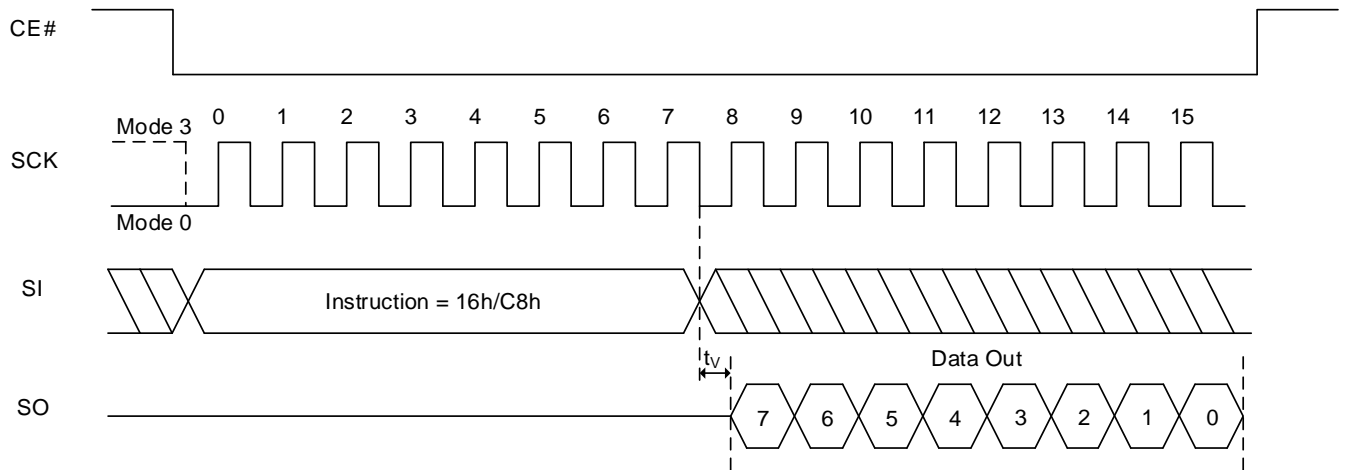 CE#
Mode 3 0 1 2 3 4 5 6 7 8 9 10 11 12 13 14 15
SCK
Mode 0
SI Instruction = 16h/C8h
tV Data Out
SO 7 6 5 4 3 2 1 0